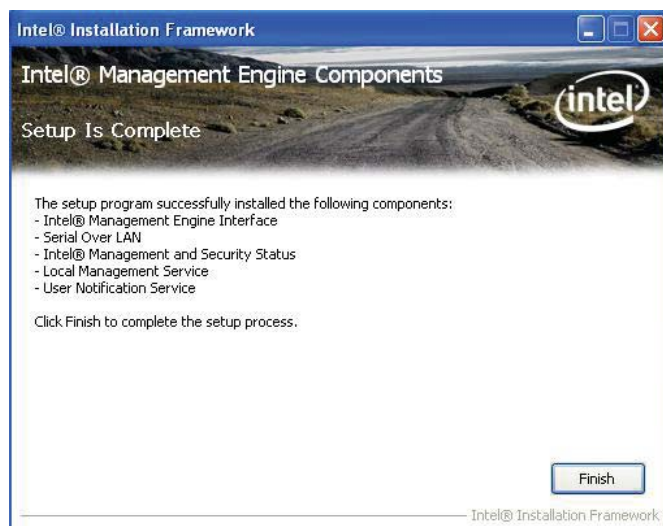 Intel® Installation Framework
Intel® Management Engine Components
intel
Setup Is Complete
The setup program successfully installed the following components:
- Intel® Management Engine Interface
- Serial Over LAN
- Intel® Management and Security Status
- Local Management Service
- User Notification Service
Click Finish to complete the setup process.
Finish
Intel® Installation Framework